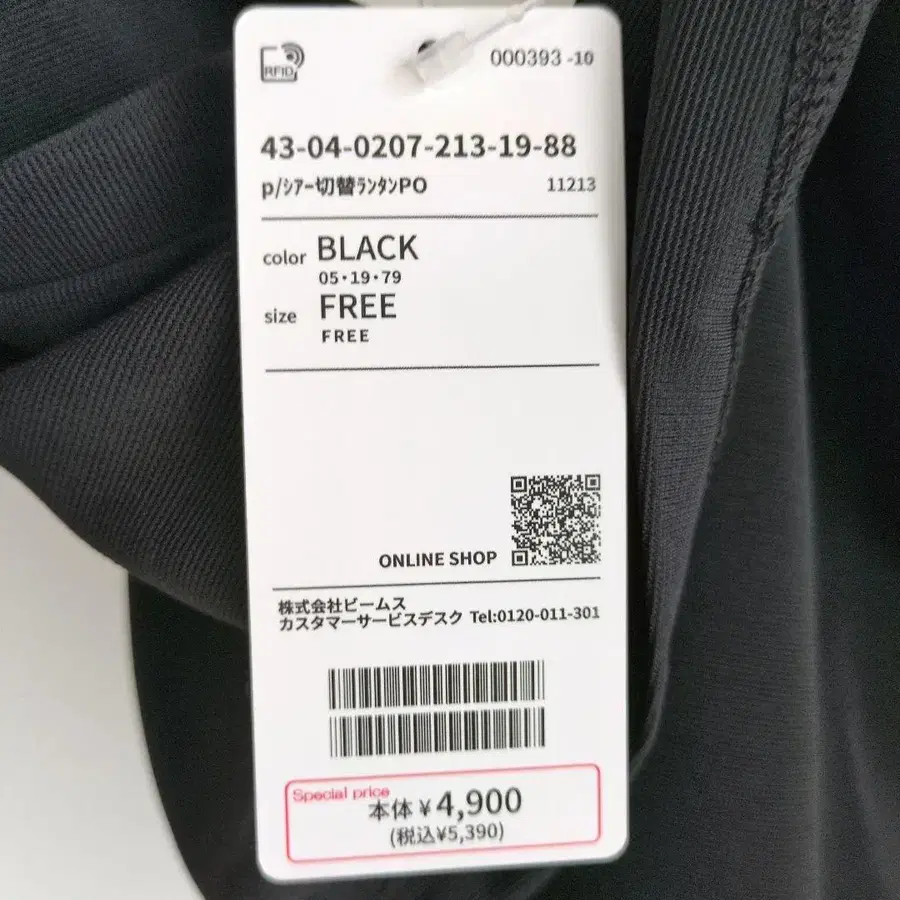 RFID
000393 -10
43-04-0207-213-19-88
p/ｼｱｰ切替ﾗﾝﾀﾝPO 11213
color BLACK
05・19・79
size FREE
FREE
ONLINE SHOP
株式会社ビームス
カスタマーサービスデスク Tel:0120-011-301
Special price
本体¥4,900
(税込¥5,390)